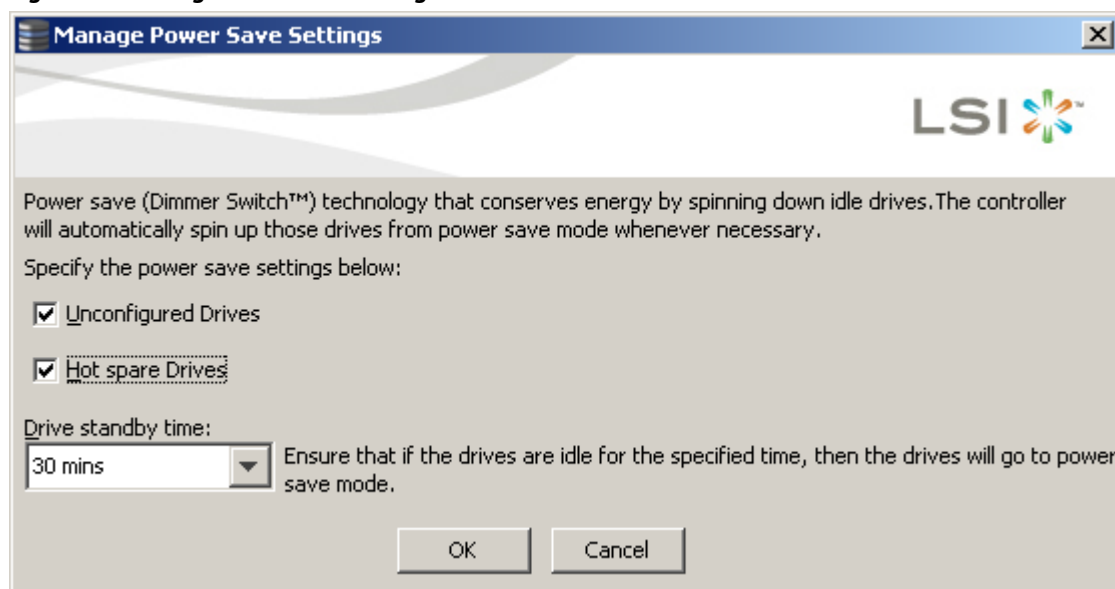 Manage Power Save Settings
LSI
Power save (Dimmer Switch™) technology that conserves energy by spinning down idle drives.The controller
will automatically spin up those drives from power save mode whenever necessary.
Specify the power save settings below:
Unconfigured Drives
Hot spare Drives
Drive standby time:
30 mins
Ensure that if the drives are idle for the specified time, then the drives will go to power
save mode.
OK
Cancel